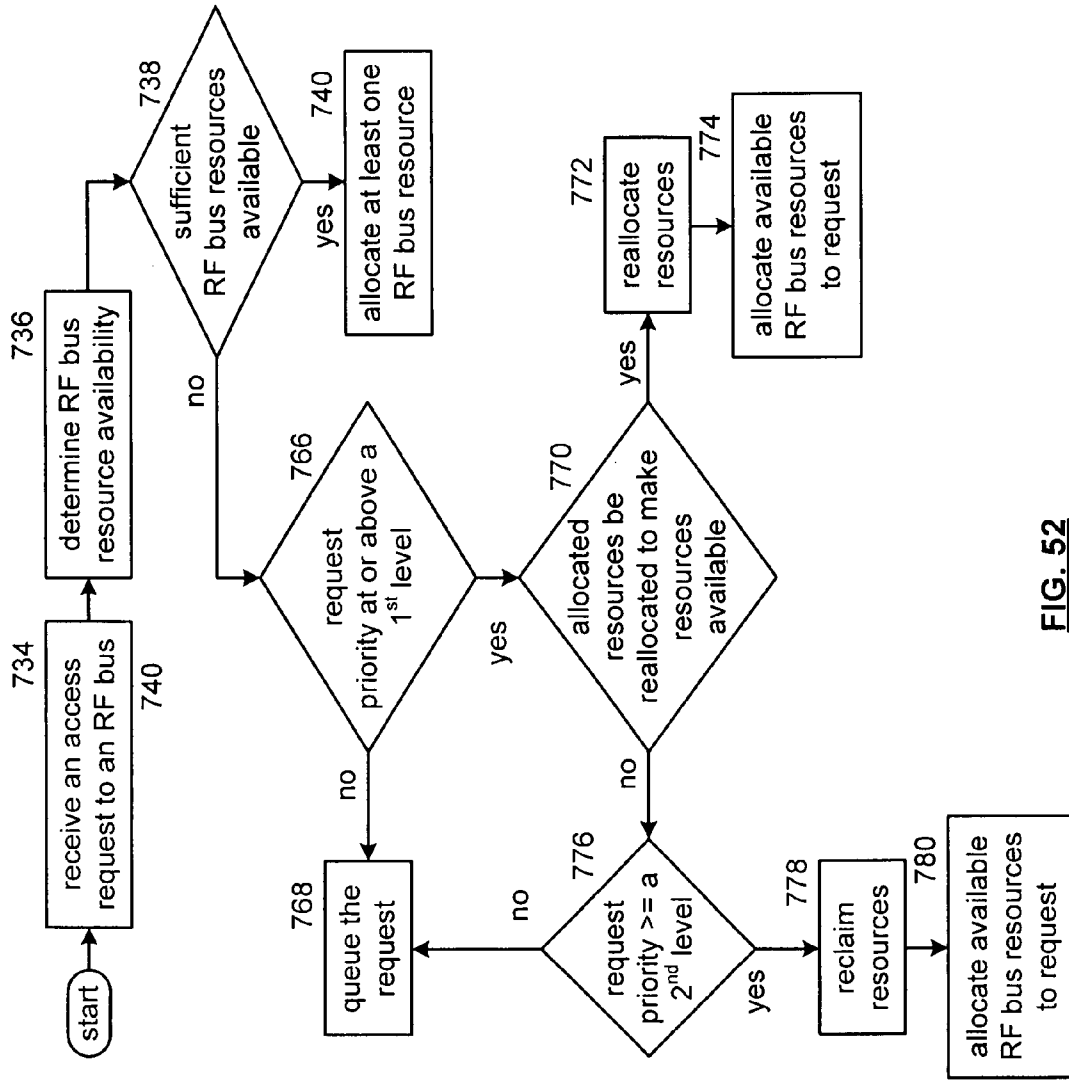 start
734
receive an access
request to an RF bus
740
736
determine RF bus
resource availability
738
sufficient
RF bus resources
available
yes
740
allocate at least one
RF bus resource
no
766
request
priority at or above a
1st level
no
768
queue the
request
yes
770
allocated
resources be
reallocated to make
resources
available
yes
772
reallocate
resources
774
allocate available
RF bus resources
to request
no
776
request
priority >= a
2nd level
no
yes
778
reclaim
resources
780
allocate available
RF bus resources
to request
FIG. 52